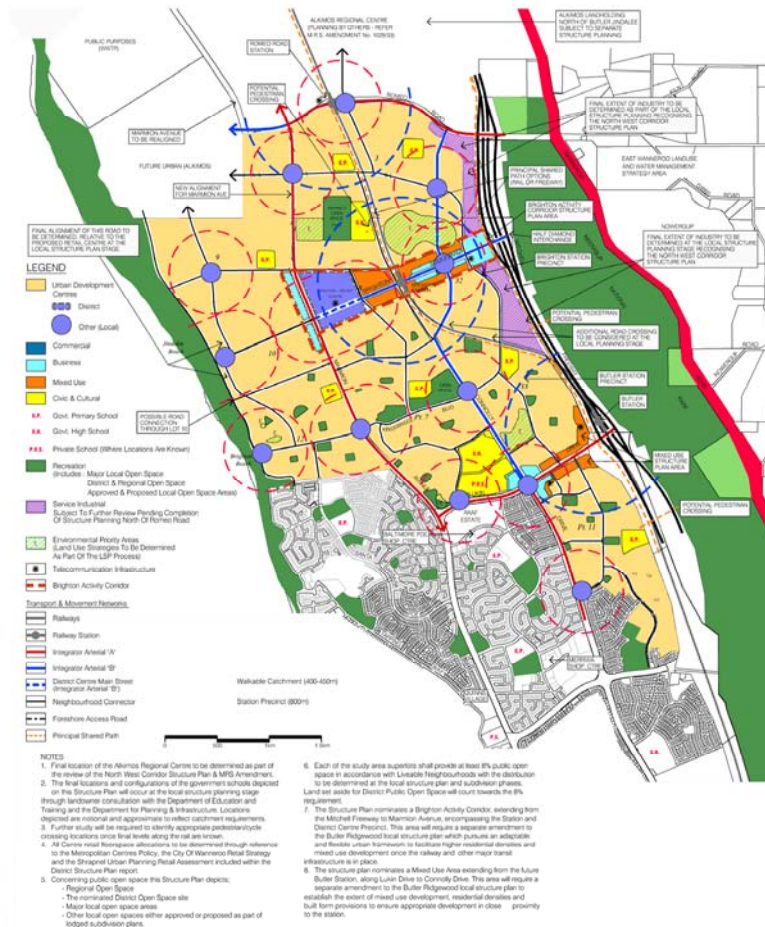 ALKIMOS REGIONAL CENTRE
(PLANNING BY OTHERS - REFER
M.R.S. AMENDMENT No. 1029/33)
ALKIMOS LANDHOLDING
NORTH OF BUTLER JINDALEE
SUBJECT TO SEPARATE
STRUCTURE PLANNING
PUBLIC PURPOSES
(WWTP)
ROMEO ROAD
STATION
POTENTIAL
PEDESTRIAN
CROSSING
ROMEO
ROAD
FINAL EXTENT OF INDUSTRY TO BE
DETERMINED AS PART OF THE LOCAL
STRUCTURE PLANNING RECOGNISING
THE NORTH WEST CORRIDOR
STRUCTURE PLAN
MARMION AVENUE
TO BE REALIGNED
FUTURE URBAN (ALKIMOS)
PRINCIPAL SHARED
PATH OPTIONS
(RAIL OR FREEWAY)
EAST WANNEROO LANDUSE
AND WATER MANAGEMENT
STRATEGY AREA
NEW ALIGNMENT
FOR MARMION AVE
BRIGHTON ACTIVITY
CORRIDOR STRUCTURE
PLAN AREA
FINAL ALIGNMENT OF THIS ROAD TO
BE DETERMINED, RELATIVE TO THE
PROPOSED RETAIL CENTRE AT THE
LOCAL STRUCTURE PLAN STAGE.
HALF DIAMOND
INTERCHANGE
NOWERGUP
FINAL EXTENT OF INDUSTRY TO BE
DETERMINED AT THE LOCAL STRUCTURE
PLANNING STAGE RECOGNISING
THE NORTH WEST CORRIDOR
STRUCTURE PLAN
BRIGHTON STATION
PRECINCT
POTENTIAL PEDESTRIAN
CROSSING
ADDITIONAL ROAD CROSSING
TO BE CONSIDERED AT THE
LOCAL PLANNING STAGE
BUTLER STATION
PRECINCT
BUTLER
STATION
POSSIBLE ROAD
CONNECTION
THROUGH LOT 10
MIXED USE
STRUCTURE
PLAN AREA
POTENTIAL PEDESTRIAN
CROSSING
LEGEND
Urban Development
Centres
District
Other (Local)
Commercial
Business
Mixed Use
Civic & Cultural
G.P. Govt. Primary School
G.H. Govt. High School
P.R.S. Private School (Where Locations Are Known)
Recreation
(Includes : Major Local Open Space
District & Regional Open Space
Approved & Proposed Local Open Space Areas)
Service Industrial
Subject To Further Review Pending Completion
Of Structure Planning North Of Romeo Road
Environmental Priority Areas
(Land Use Strategies To Be Determined
As Part Of The LSP Process)
Telecommunication Infrastructure
Brighton Activity Corridor
Transport & Movement Networks
Railways
Railway Station
Integrator Arterial 'A'
Integrator Arterial 'B'
District Centre Main Street
(Integrator Arterial 'B')
Neighbourhood Connector
Foreshore Access Road
Principal Shared Path
Walkable Catchment (400-450m)
Station Precinct (800m)
NOTES
1. Final location of the Alkimos Regional Centre to be determined as part of
the review of the North West Corridor Structure Plan & MRS Amendment.
2. The final locations and configurations of the government schools depicted
on this Structure Plan will occur at the local structure planning stage
through landowner consultation with the Department of Education and
Training and the Department for Planning & Infrastructure. Locations
depicted are notional and approximate to reflect catchment requirements.
3. Further study will be required to identify appropriate pedestrian/cycle
crossing locations once final levels along the rail are known.
4. All Centre retail floorspace allocations to be determined through reference
to the Metropolitan Centres Policy, the City Of Wanneroo Retail Strategy
and the Shrapnel Urban Planning Retail Assessment included within the
District Structure Plan report.
5. Concerning public open space this Structure Plan depicts;
- Regional Open Space
- The nominated District Open Space site
- Major local open space areas
- Other local open spaces either approved or proposed as part of
lodged subdivision plans.
6. Each of the study area superlots shall provide at least 8% public open
space in accordance with Liveable Neighbourhoods with the distribution
to be determined at the local structure plan and subdivision phases.
Land set aside for District Public Open Space will count towards the 8%
requirement.
7. The Structure Plan nominates a Brighton Activity Corridor, extending from
the Mitchell Freeway to Marmion Avenue, encompassing the Station and
District Centre Precinct. This area will require a separate amendment to
the Butler Ridgewood local structure plan which pursues an adaptable
and flexible urban framework to facilitate higher residential densities and
mixed use development once the railway and other major transit
infrastructure is in place.
8. The structure plan nominates a Mixed Use Area extending from the future
Butler Station, along Lukin Drive to Connolly Drive. This area will require a
separate amendment to the Butler Ridgewood local structure plan to
establish the extent of mixed use development, residential densities and
built form provisions to ensure appropriate development in close proximity
to the station.